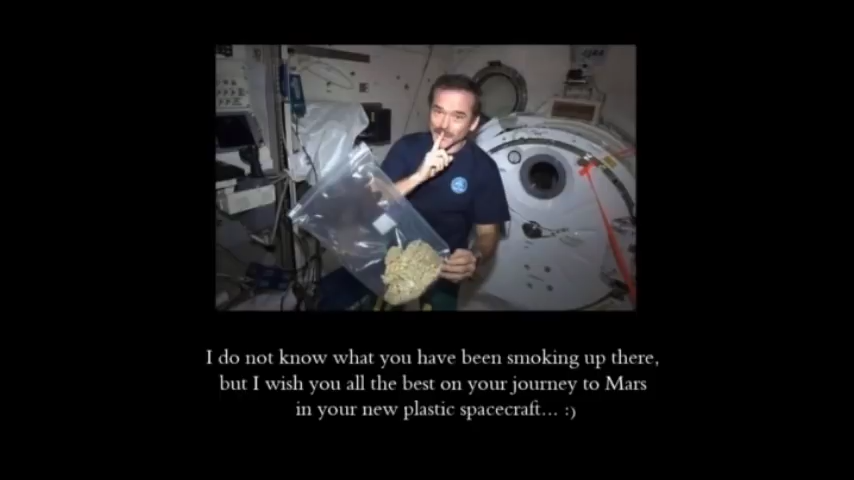 I do not know what you have been smoking up there,
but I wish you all the best on your journey to Mars
in your new plastic spacecraft... :)